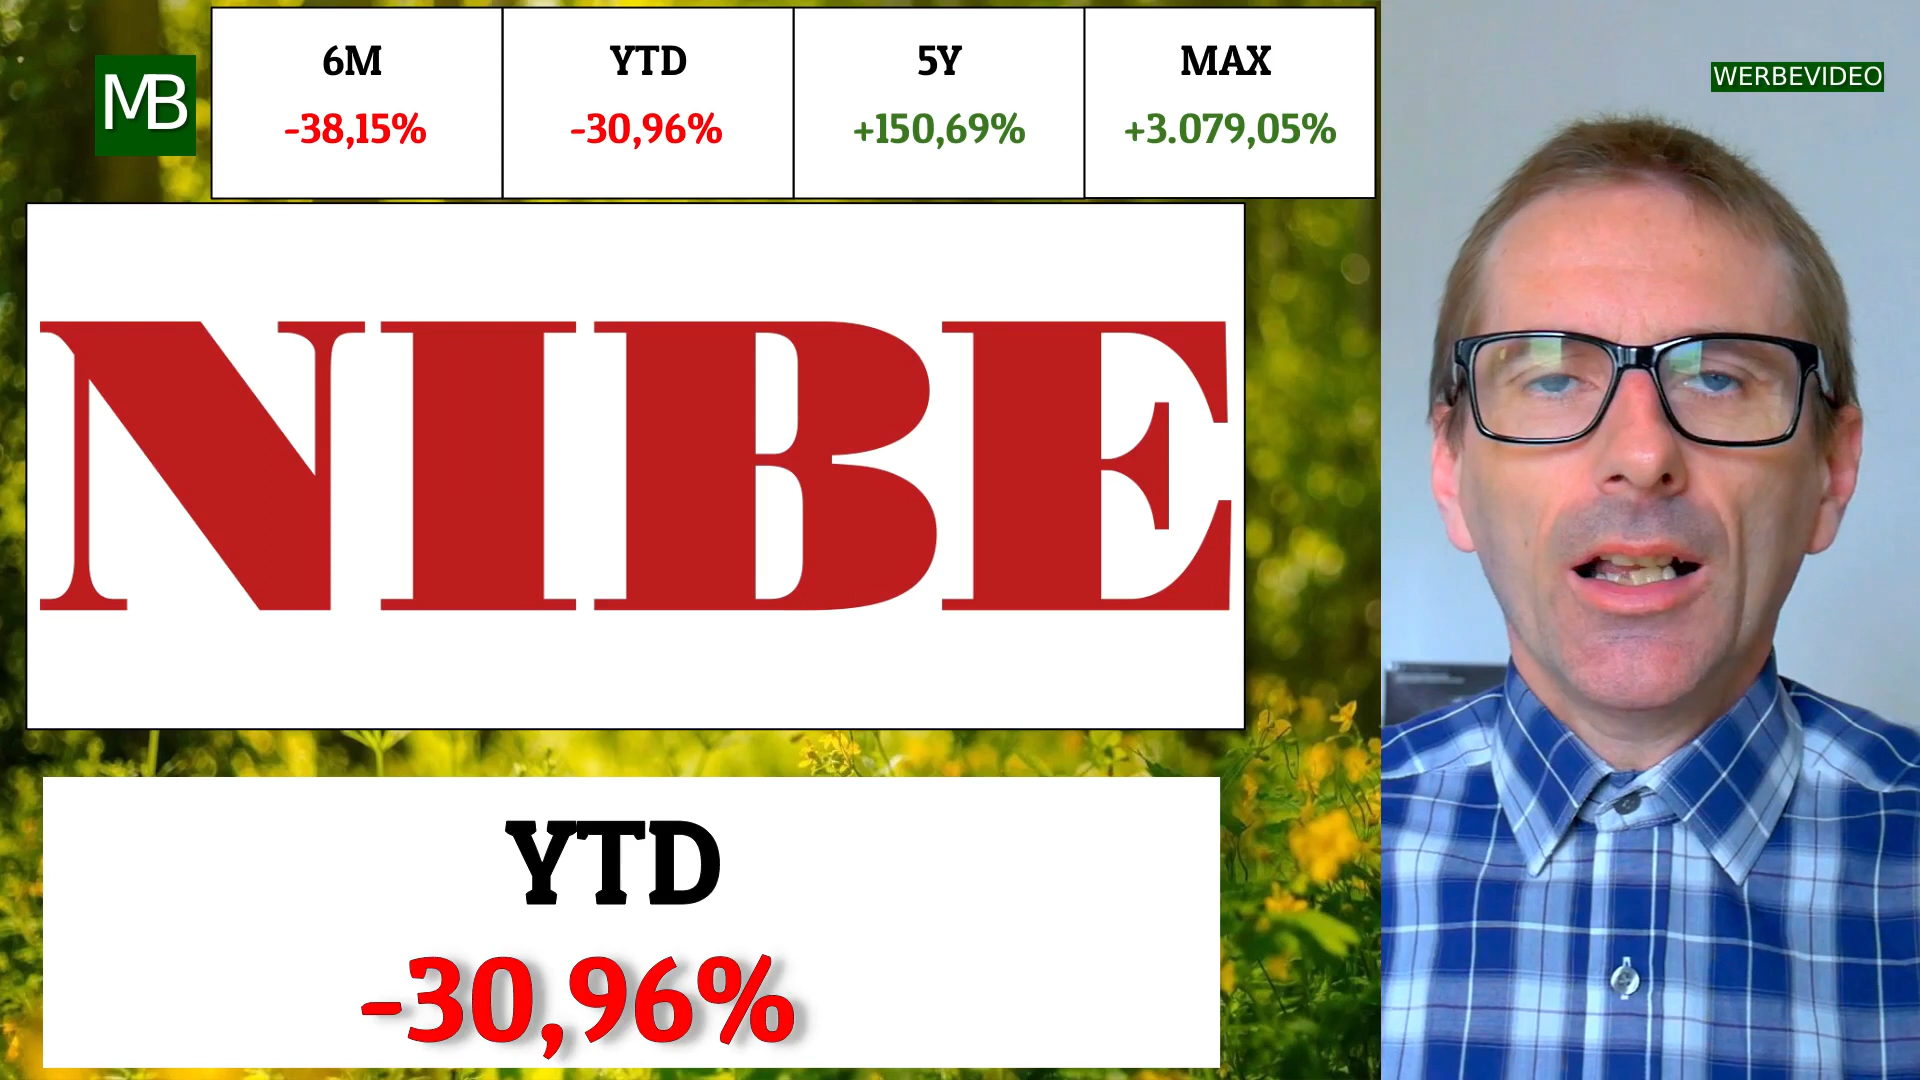 MB
6M
YTD
5Y
MAX
-38,15%
-30,96%
+150,69%
+3.079,05%
WERBEVIDEO
NIBE
YTD
-30,96%